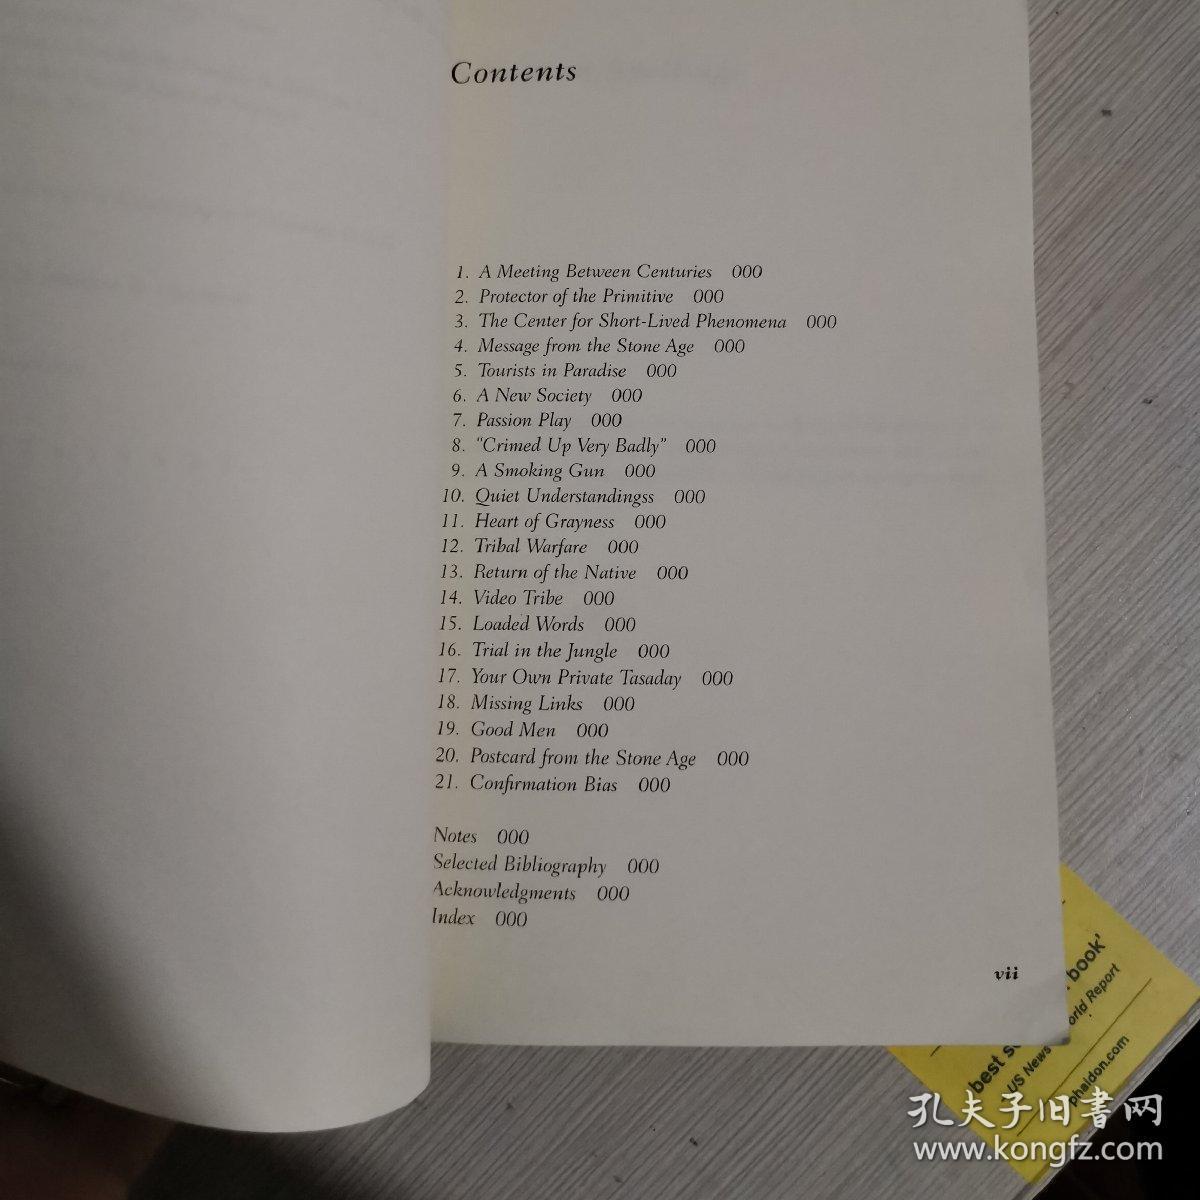 Contents
1. A Meeting Between Centuries 000
2. Protector of the Primitive 000
3. The Center for Short-Lived Phenomena 000
4. Message from the Stone Age 000
5. Tourists in Paradise 000
6. A New Society 000
7. Passion Play 000
8. "Crimed Up Very Badly" 000
9. A Smoking Gun 000
10. Quiet Understandingss 000
11. Heart of Grayness 000
12. Tribal Warfare 000
13. Return of the Native 000
14. Video Tribe 000
15. Loaded Words 000
16. Trial in the Jungle 000
17. Your Own Private Tasaday 000
18. Missing Links 000
19. Good Men 000
20. Postcard from the Stone Age 000
21. Confirmation Bias 000
Notes 000
Selected Bibliography 000
Acknowledgments 000
Index 000
vii
best
book'
US News
orld Report
phaidon.com
孔夫子旧書网
www.kongfz.com